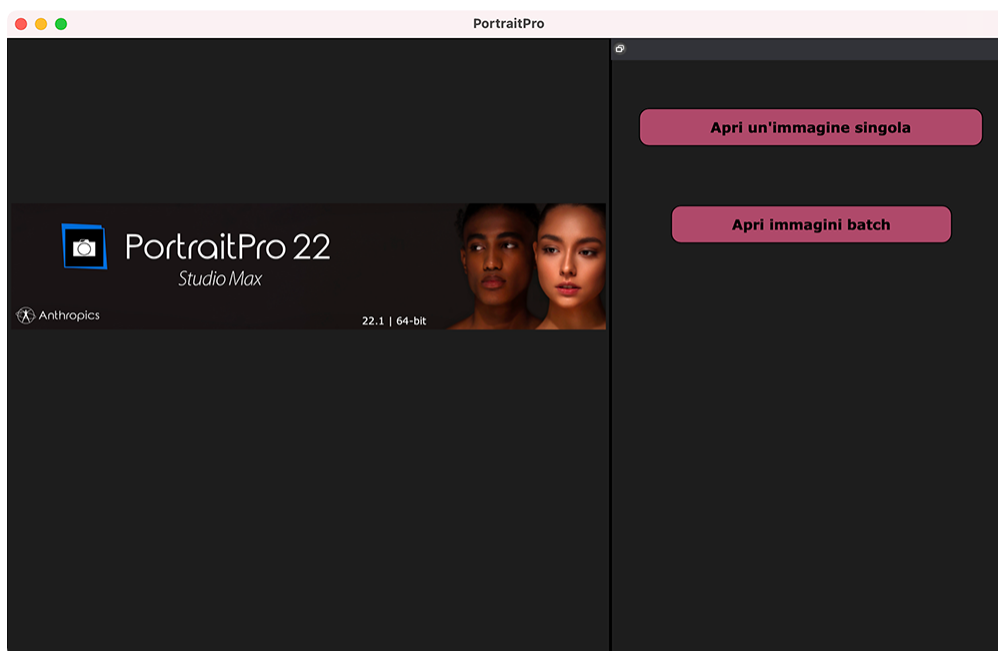 PortraitPro
PortraitPro 22
Studio Max
Anthropics
22.1 | 64-bit
Apri un'immagine singola
Apri immagini batch